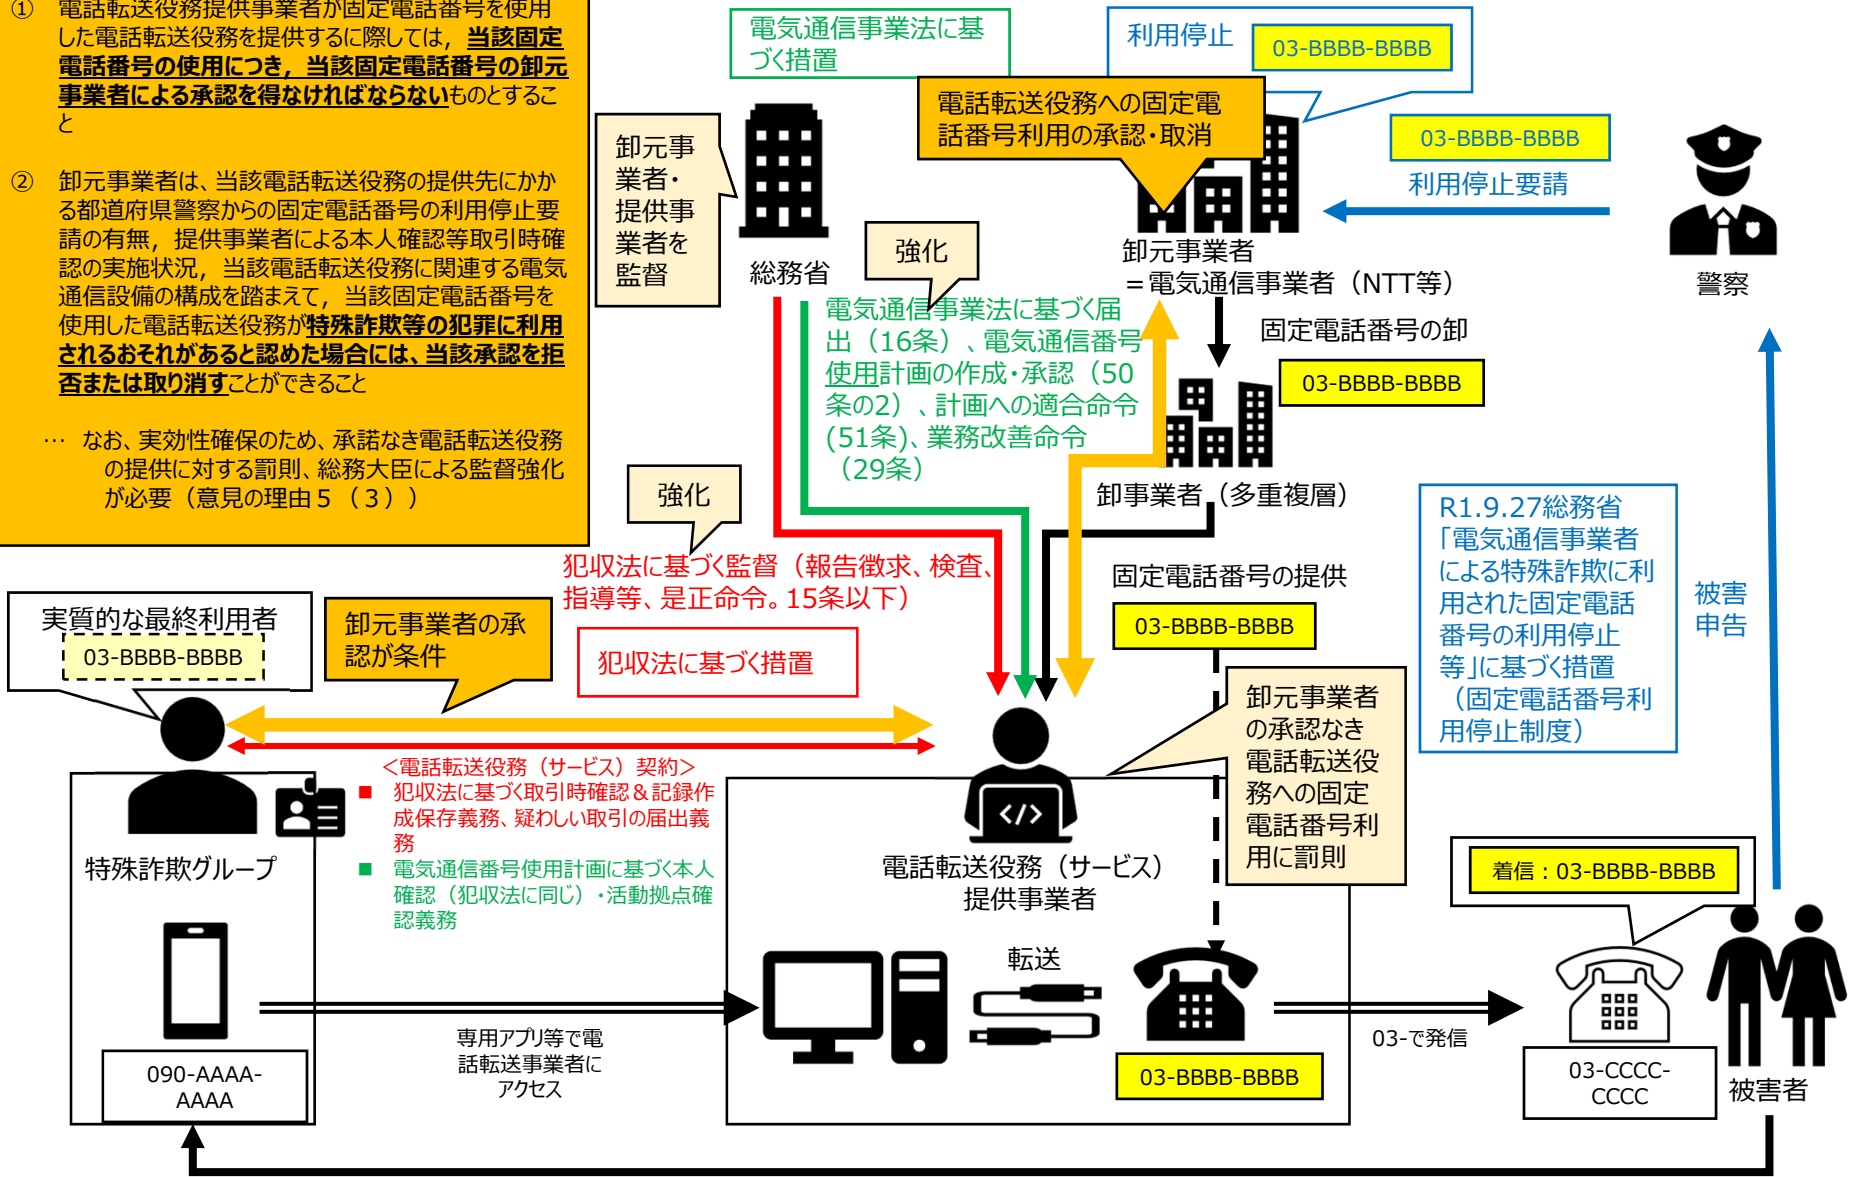 ① 電話転送役務提供事業者が固定電話番号を使用
した電話転送役務を提供するに際しては，当該固定
電話番号の使用につき，当該固定電話番号の卸元
事業者による承認を得なければならないものとするこ
と
② 卸元事業者は、当該電話転送役務の提供先にかか
る都道府県警察からの固定電話番号の利用停止要
請の有無，提供事業者による本人確認等取引時確
認の実施状況，当該電話転送役務に関連する電気
通信設備の構成を踏まえて，当該固定電話番号を
使用した電話転送役務が特殊詐欺等の犯罪に利用
されるおそれがあると認めた場合には、当該承認を拒
否または取り消すことができること
… なお、実効性確保のため、承諾なき電話転送役務
の提供に対する罰則、総務大臣による監督強化
が必要（意見の理由５（３））
電気通信事業法に基
づく措置
利用停止
03-BBBB-BBBB
電話転送役務への固定電
話番号利用の承認・取消
卸元事
業者・
提供事
業者を
監督
03-BBBB-BBBB
利用停止要請
総務省
強化
卸元事業者
＝電気通信事業者（NTT等）
警察
電気通信事業法に基づく届
出（16条）、電気通信番号
使用計画の作成・承認（50
条の2）、計画への適合命令
(51条)、業務改善命令
（29条）
固定電話番号の卸
03-BBBB-BBBB
強化
卸事業者（多重複層）
R1.9.27総務省
「電気通信事業者
による特殊詐欺に利
用された固定電話
番号の利用停止
等」に基づく措置
（固定電話番号利
用停止制度）
被害
申告
犯収法に基づく監督（報告徴求、検査、
指導等、是正命令。15条以下）
固定電話番号の提供
03-BBBB-BBBB
実質的な最終利用者
03-BBBB-BBBB
卸元事業者の承
認が条件
犯収法に基づく措置
卸元事業者
の承認なき
電話転送役
務への固定
電話番号利
用に罰則
＜電話転送役務（サービス）契約＞
■ 犯収法に基づく取引時確認＆記録作
成保存義務、疑わしい取引の届出義
務
■ 電気通信番号使用計画に基づく本人
確認（犯収法に同じ）・活動拠点確
認義務
特殊詐欺グループ
</>
電話転送役務（サービス）
提供事業者
着信：03-BBBB-BBBB
転送
専用アプリ等で電
話転送事業者に
アクセス
03-で発信
090-AAAA-
AAAA
03-BBBB-BBBB
03-CCCC-
CCCC
被害者